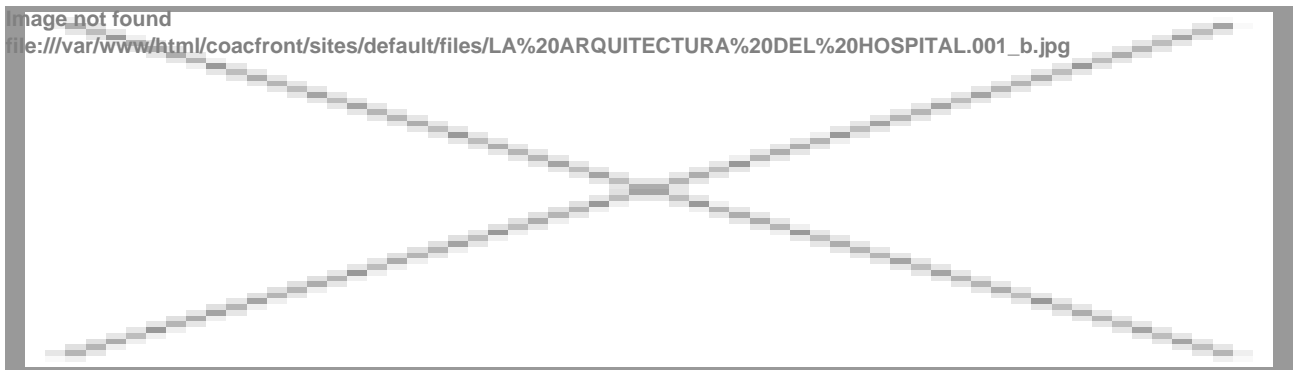 Image not found
file:///var/www/html/coacfront/sites/default/files/LA%20ARQUITECTURA%20DEL%20HOSPITAL.001_b.jpg